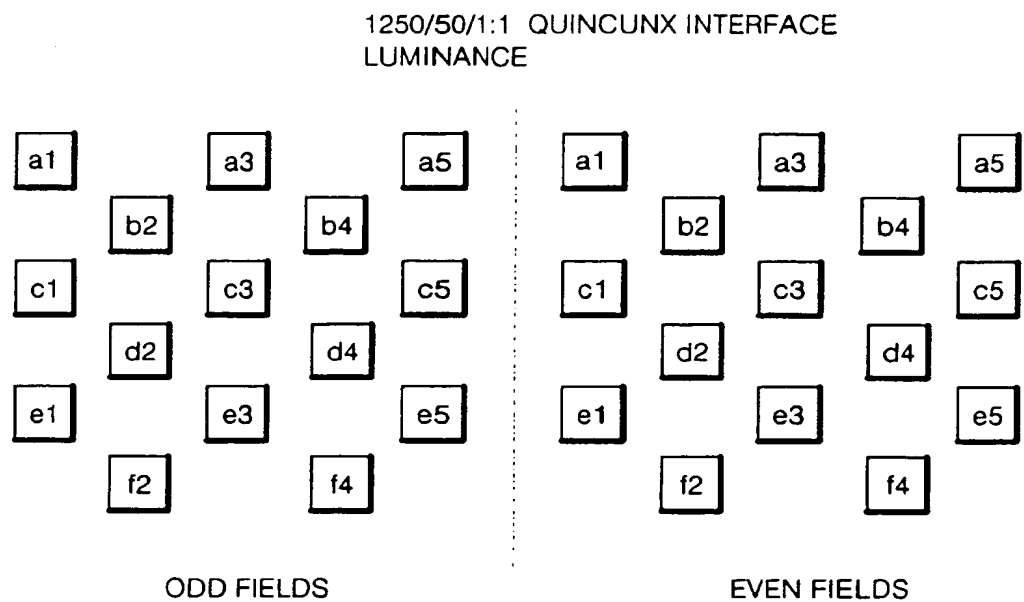 1250/50/1:1 QUINCUNX INTERFACE
LUMINANCE
a1 a3 a5 a1 a3 a5
b2 b4 b2 b4
c1 c3 c5 c1 c3 c5
d2 d4 d2 d4
e1 e3 e5 e1 e3 e5
f2 f4 f2 f4
ODD FIELDS EVEN FIELDS